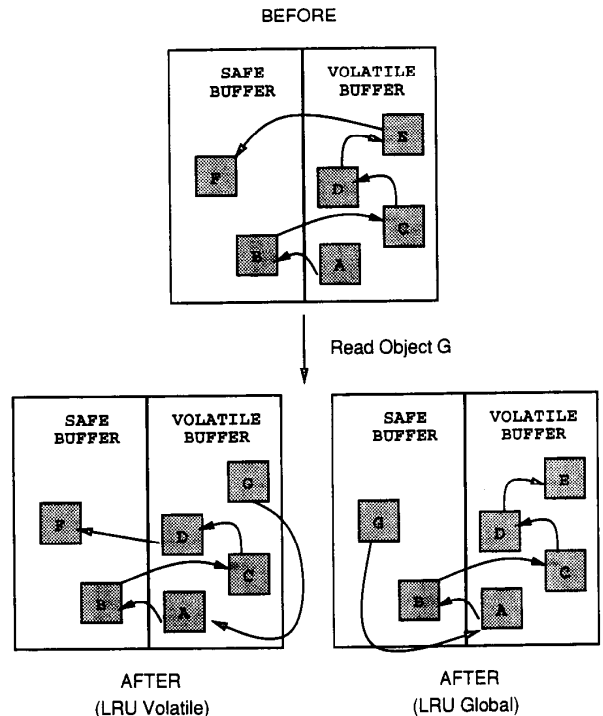 BEFORE
SAFE BUFFER
VOLATILE BUFFER
E
F
D
C
B
A
Read Object G
SAFE BUFFER
VOLATILE BUFFER
G
F
D
C
B
A
AFTER
(LRU Volatile)
SAFE BUFFER
VOLATILE BUFFER
E
G
D
C
B
A
AFTER
(LRU Global)